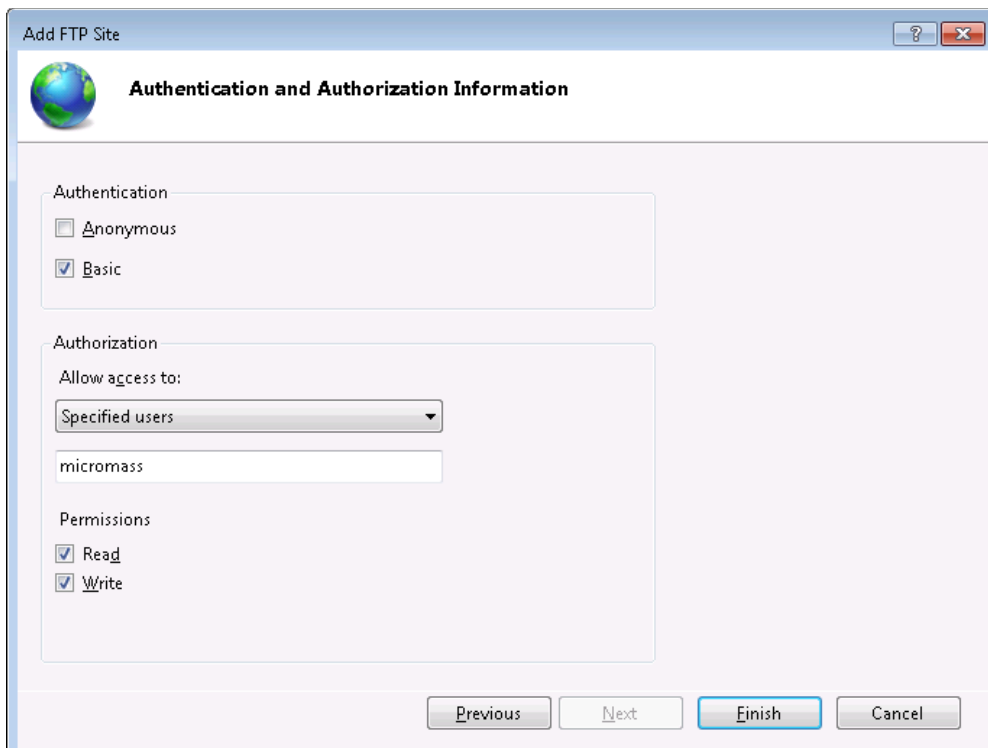 Add FTP Site
Authentication and Authorization Information
Authentication
Anonymous
Basic
Authorization
Allow access to:
Specified users
micromass
Permissions
Read
Write
Previous Next Finish Cancel